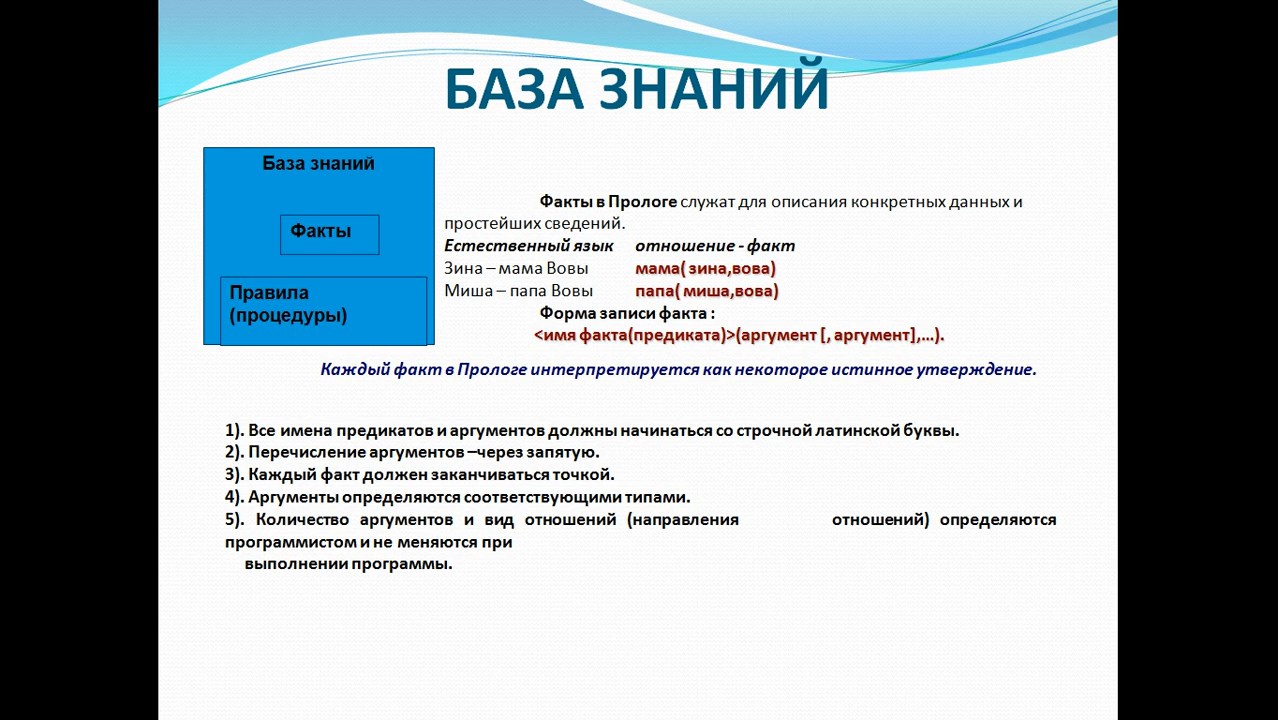 БАЗА ЗНАНИЙ
База знаний
Факты
Правила
(процедуры)
Факты в Прологе служат для описания конкретных данных и
простейших сведений.
Естественный язык отношение - факт
Зина – мама Вовы мама( зина,вова)
Миша – папа Вовы папа( миша,вова)
Форма записи факта :
<имя факта(предиката)>(аргумент [, аргумент],…).
Каждый факт в Прологе интерпретируется как некоторое истинное утверждение.
1). Все имена предикатов и аргументов должны начинаться со строчной латинской буквы.
2). Перечисление аргументов –через запятую.
3). Каждый факт должен заканчиваться точкой.
4). Аргументы определяются соответствующими типами.
5). Количество аргументов и вид отношений (направления отношений) определяются
программистом и не меняются при
выполнении программы.